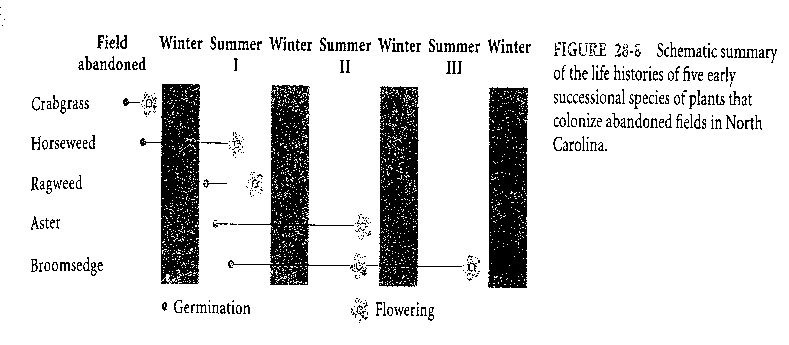 Field Winter Summer Winter Summer Winter Summer Winter
abandoned I II III
Crabgrass
Horseweed
Ragweed
Aster
Broomsedge
Germination Flowering
FIGURE 28-8 Schematic summary
of the life histories of five early
successional species of plants that
colonize abandoned fields in North
Carolina.